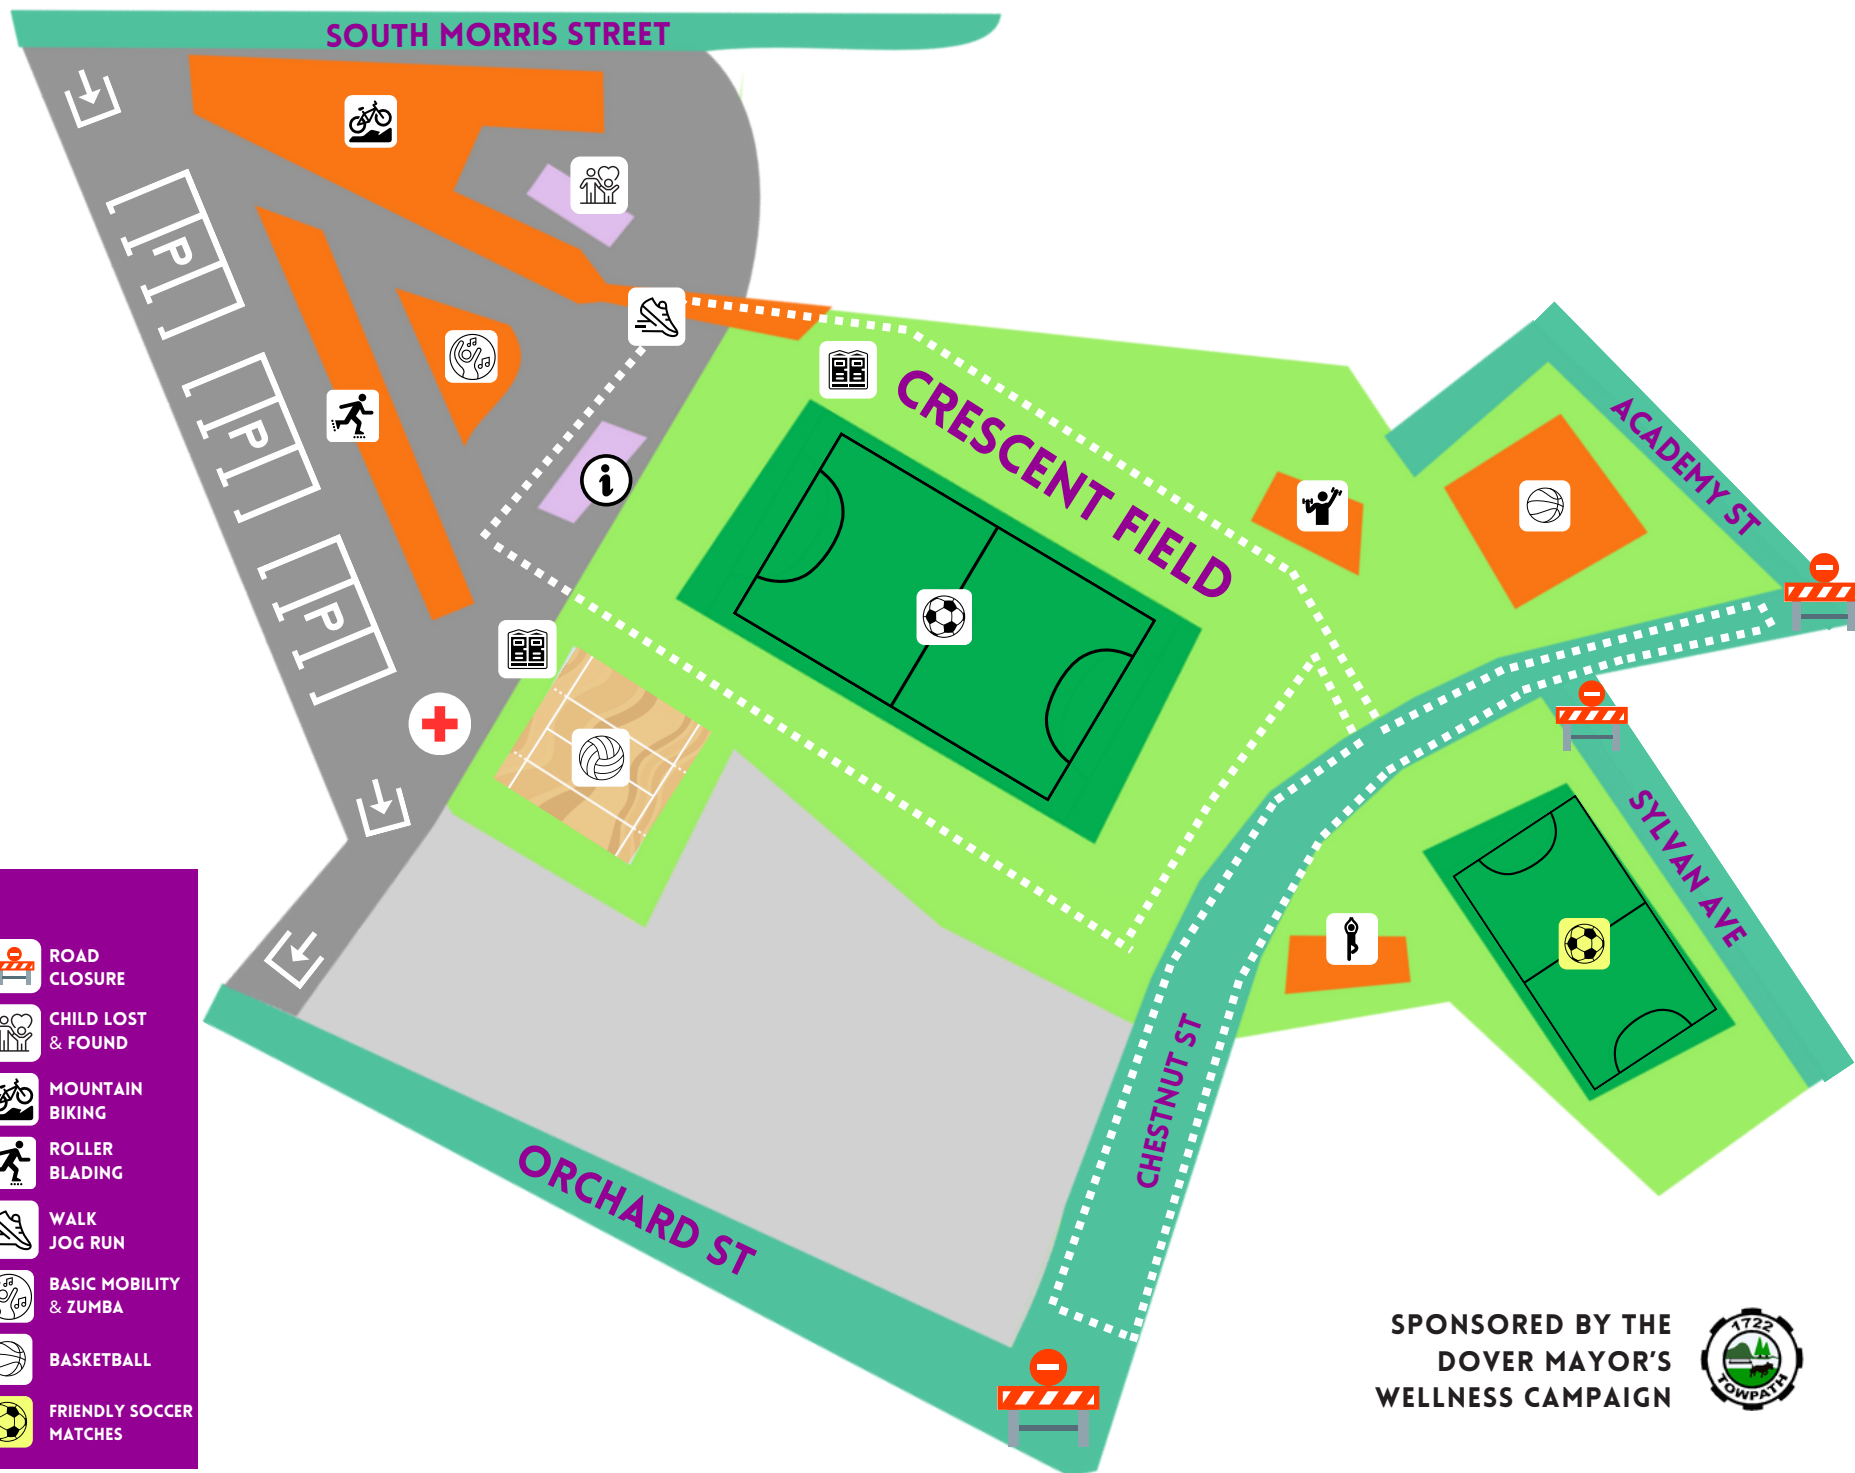 SOUTH MORRIS STREET
P
P
P
CRESCENT FIELD
ACADEMY ST
SYLVAN AVE
CHESTNUT ST
ORCHARD ST
ROAD
CLOSURE
CHILD LOST
& FOUND
MOUNTAIN
BIKING
ROLLER
BLADING
WALK
JOG RUN
BASIC MOBILITY
& ZUMBA
BASKETBALL
FRIENDLY SOCCER
MATCHES
SPONSORED BY THE
DOVER MAYOR'S
WELLNESS CAMPAIGN
1722
TOWPATH
i